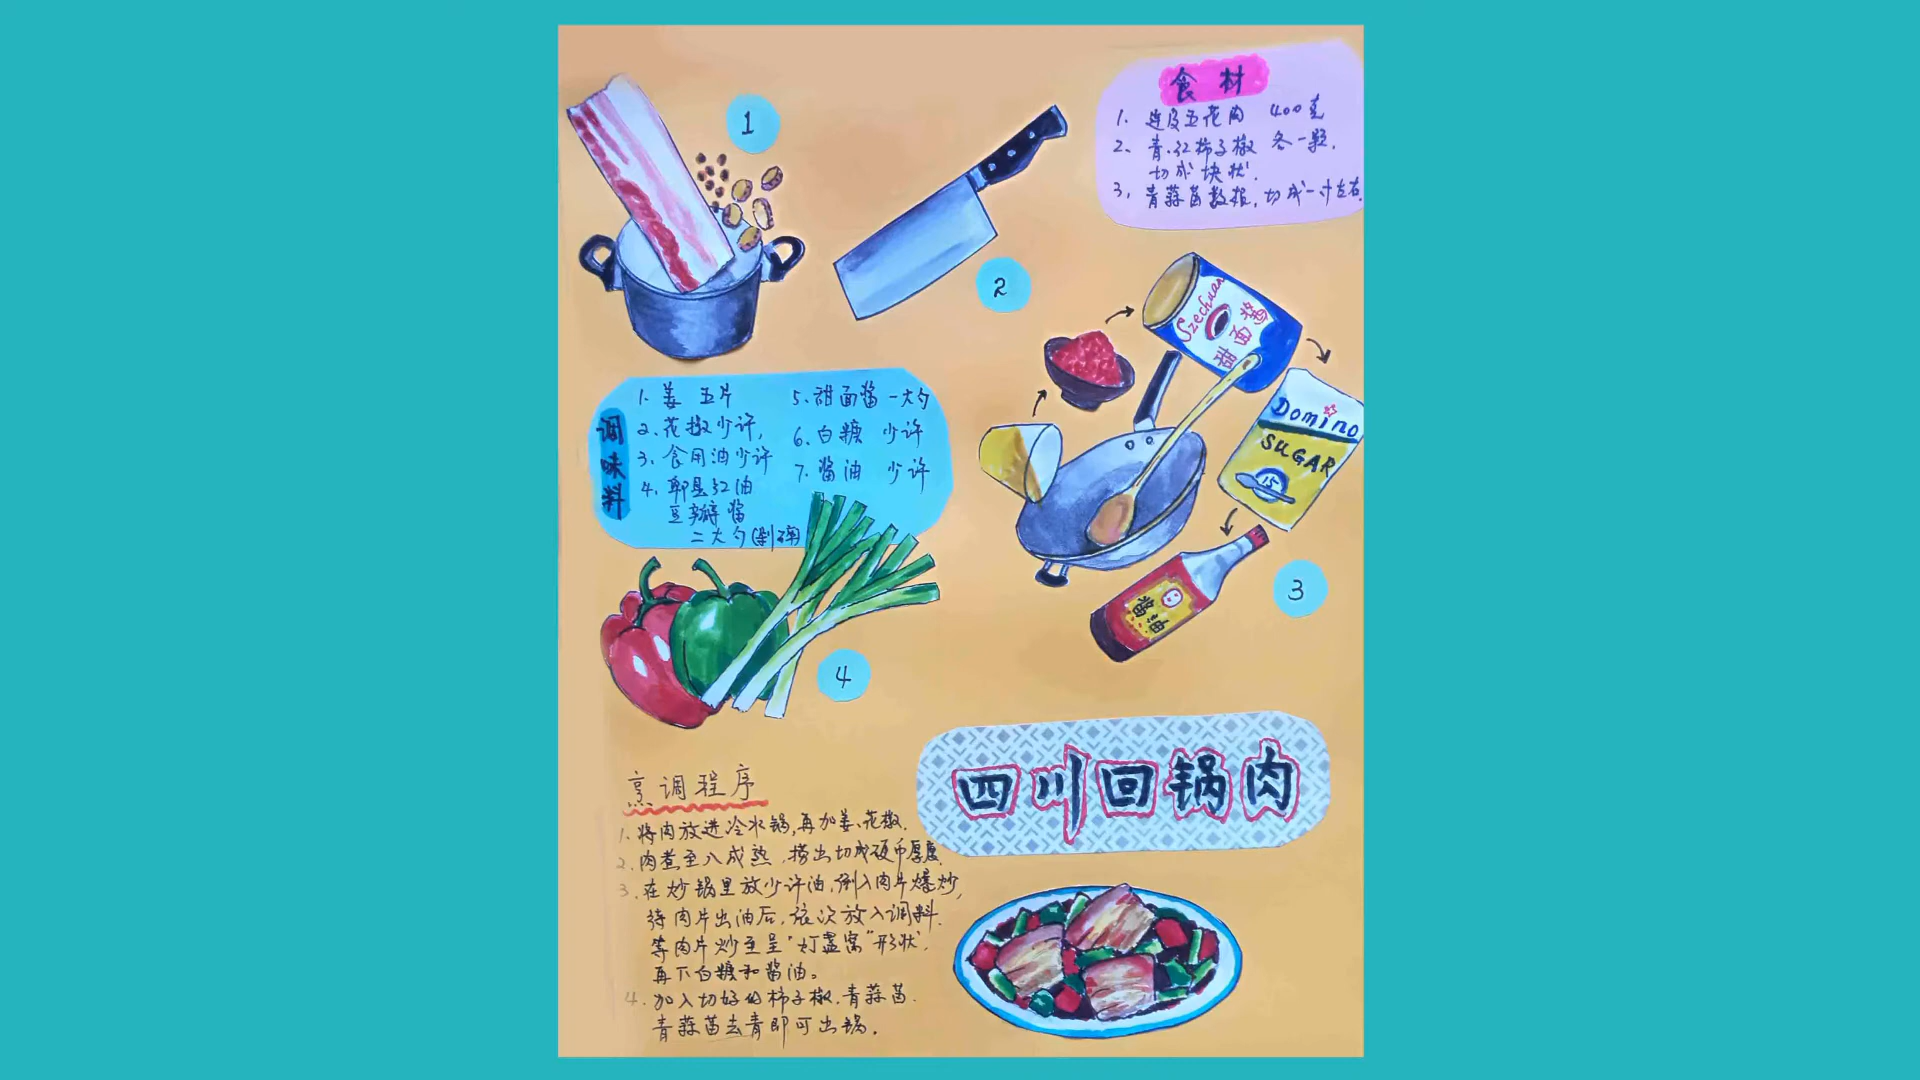 1
2
食材
1. 连皮五花肉 400克
2、青.红柿子椒 各一颗.
切成 块状.
3, 青蒜苗数根,切成一寸左右.
Szechuan
甜面酱
Domino
SUGAR
15
酱油
3
调味料
1. 姜 五片
2、花椒少许,
3、食用油少许
4、郫县红油
豆瓣酱
二大勺(剁碎)
5.甜面酱一大勺
6.白糖 少许
7.酱油 少许
4
四川回锅肉
烹调程序
1.将肉放进冷水锅,再加姜、花椒.
2.肉煮至八成熟,捞出切成硬币厚度.
3.在炒锅里放少许油,倒入肉片爆炒,
待肉片出油后,依次放入调料.
等肉片炒至呈"灯盏窝"形状,
再下白糖和酱油。
4.加入切好的柿子椒.青蒜苗.
青蒜苗去青即可出锅.